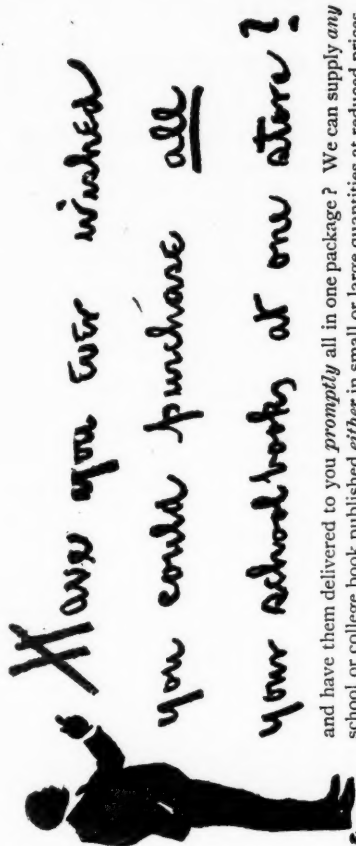 Have you ever wished
you could purchase all
your schoolbooks at one store?
and have them delivered to you promptly all in one package? We can supply any
school or college book published either in small or large quantities at reduced prices